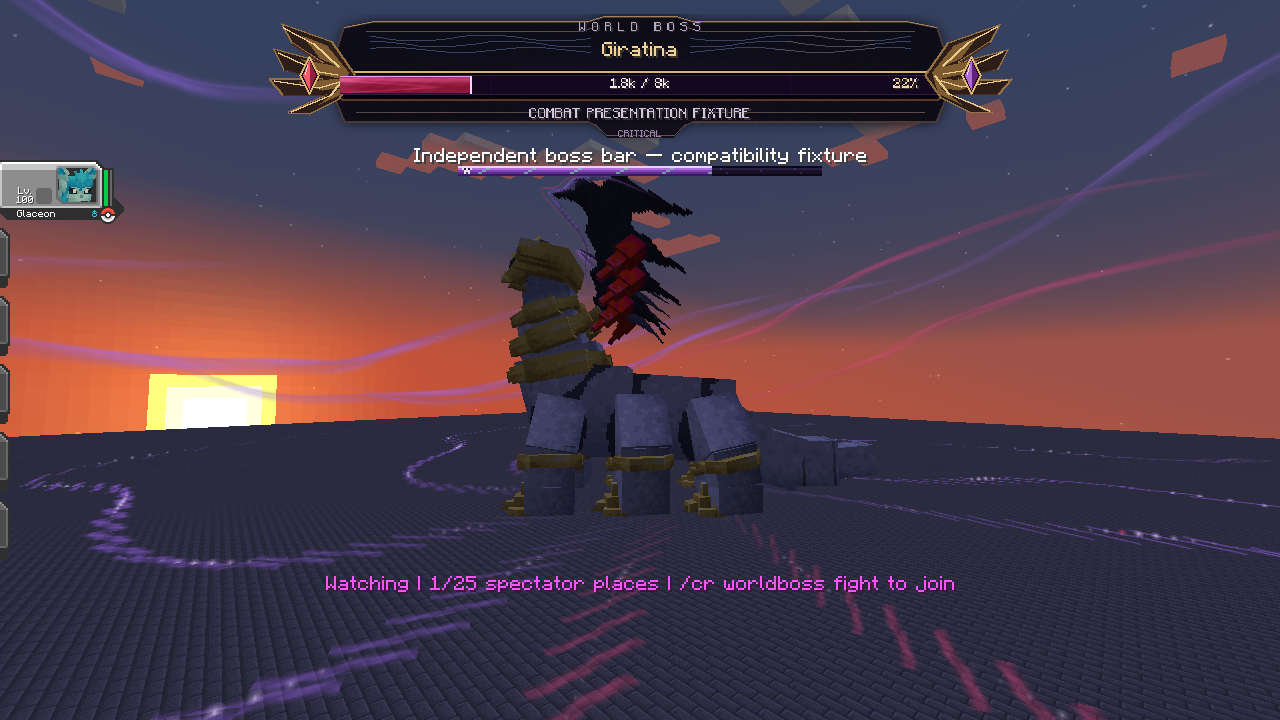 WORLD BOSS
Giratina
1.8k / 8k
22%
COMBAT PRESENTATION FIXTURE
CRITICAL
Independent boss bar — compatibility fixture
Lv.
100
Glaceon
Watching | 1/25 spectator places | /cr worldboss fight to join